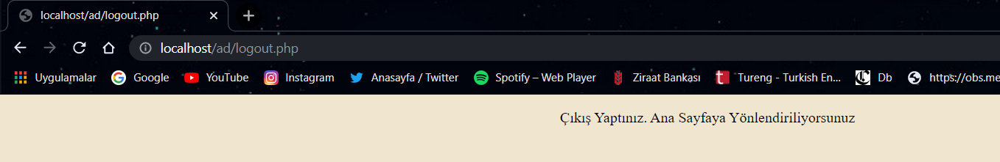 localhost/ad/logout.php
localhost/ad/logout.php
Uygulamalar Google YouTube Instagram Anasayfa / Twitter Spotify – Web Player Ziraat Bankası Tureng - Turkish En... Db https://obs.me
Çıkış Yaptınız. Ana Sayfaya Yönlendiriliyorsunuz